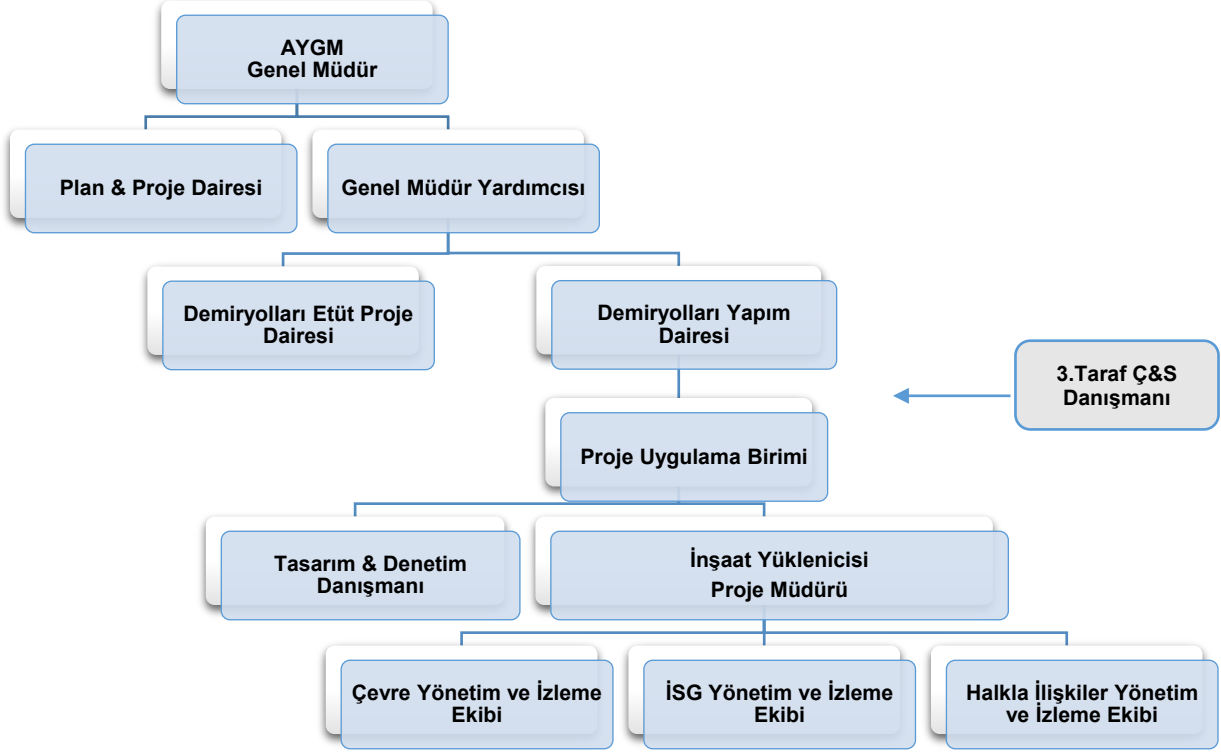 AYGM
Genel Müdür
Plan & Proje Dairesi
Genel Müdür Yardımcısı
Demiryolları Etüt Proje
Dairesi
Demiryolları Yapım
Dairesi
3.Taraf Ç&S
Danışmanı
Proje Uygulama Birimi
Tasarım & Denetim
Danışmanı
İnşaat Yüklenicisi
Proje Müdürü
Çevre Yönetim ve İzleme
Ekibi
İSG Yönetim ve İzleme
Ekibi
Halkla İlişkiler Yönetim
ve İzleme Ekibi